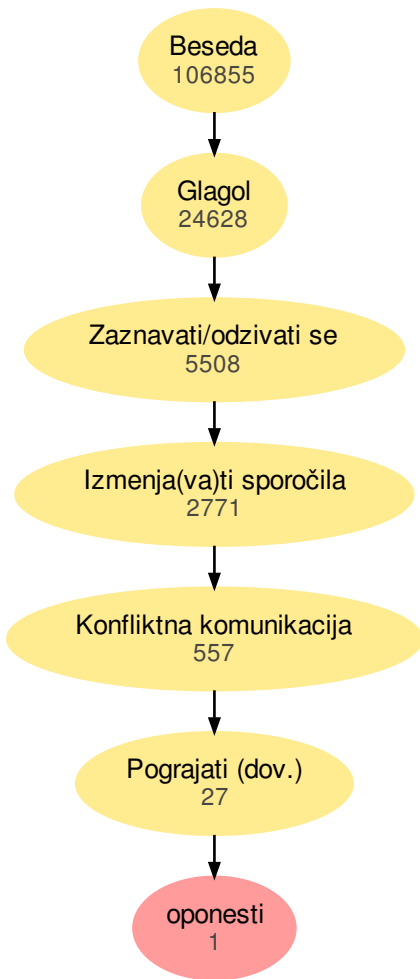 Beseda
106855
Glagol
24628
Zaznavati/odzivati se
5508
Izmenja(va)ti sporočila
2771
Konfliktna komunikacija
557
Pograjati (dov.)
27
oponesti
1